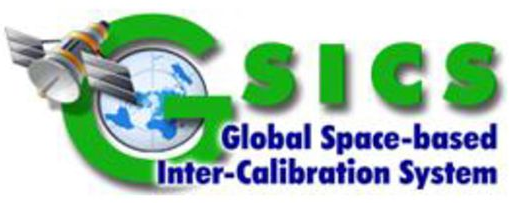 GSICS
Global Space-based
Inter-Calibration System